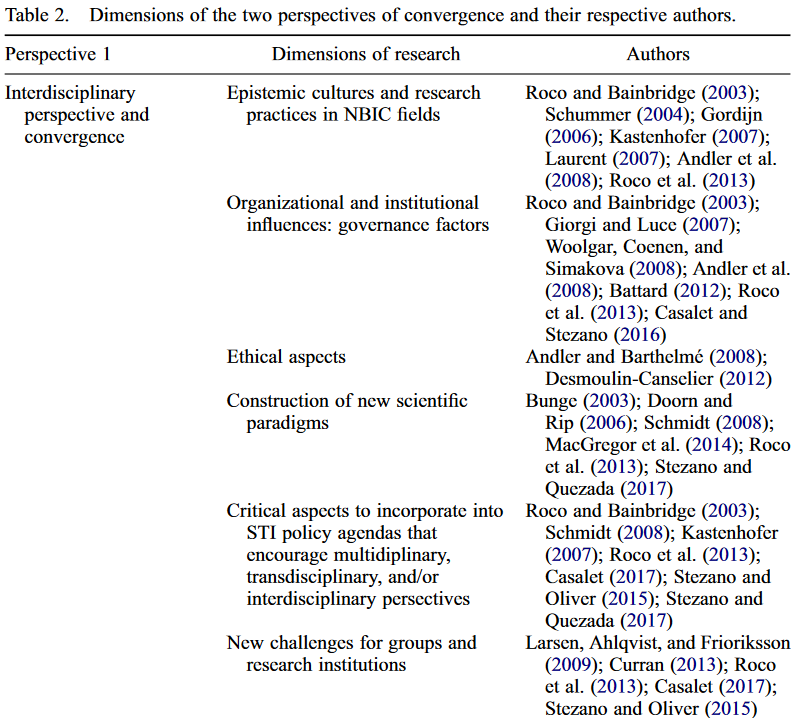 Table 2. Dimensions of the two perspectives of convergence and their respective authors.
Perspective 1 Dimensions of research Authors
Interdisciplinary perspective and convergence
Epistemic cultures and research
practices in NBIC fields
Roco and Bainbridge (2003);
Schummer (2004); Gordijn
(2006); Kastenhofer (2007);
Laurent (2007); Andler et al.
(2008); Roco et al. (2013)
Organizational and institutional
influences: governance factors
Roco and Bainbridge (2003);
Giorgi and Luce (2007);
Woolgar, Coenen, and
Simakova (2008); Andler et al.
(2008); Battard (2012); Roco
et al. (2013); Casalet and
Stezano (2016)
Ethical aspects
Andler and Barthelmé (2008);
Desmoulin-Canselier (2012)
Construction of new scientific
paradigms
Bunge (2003); Doorn and
Rip (2006); Schmidt (2008);
MacGregor et al. (2014); Roco
et al. (2013); Stezano and
Quezada (2017)
Critical aspects to incorporate into
STI policy agendas that
encourage multidiplinary,
transdisciplinary, and/or
interdisciplinary persectives
Roco and Bainbridge (2003);
Schmidt (2008); Kastenhofer
(2007); Roco et al. (2013);
Casalet (2017); Stezano and
Oliver (2015); Stezano and
Quezada (2017)
New challenges for groups and
research institutions
Larsen, Ahlqvist, and Frioriksson
(2009); Curran (2013); Roco
et al. (2013); Casalet (2017);
Stezano and Oliver (2015)